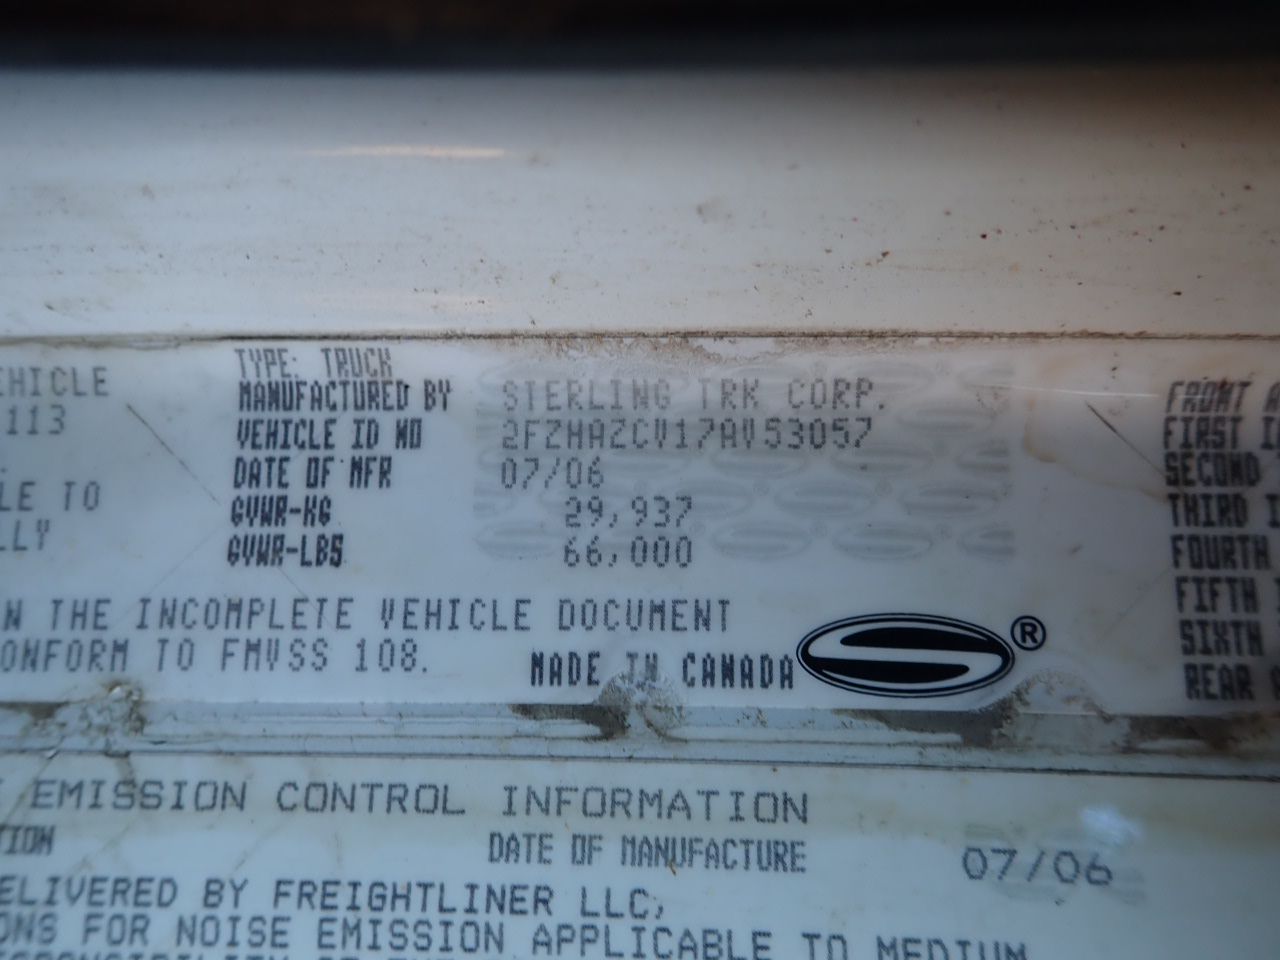 EHICLE
113
LE TO
LLY
TYPE: TRUCK
MANUFACTURED BY STERLING TRK CORP.
VEHICLE ID NO 2FZHAZCV17AV53057
DATE OF MFR 07/06
GVWR-KG 29,937
GVWR-LBS 66,000
N THE INCOMPLETE VEHICLE DOCUMENT
ONFORM TO FMVSS 108.
MADE IN CANADA ®
FRONT A
FIRST I
SECOND
THIRD I
FOURTH
FIFTH
SIXTH
REAR
EMISSION CONTROL INFORMATION
TION DATE OF MANUFACTURE 07/06
ELIVERED BY FREIGHTLINER LLC,
ONS FOR NOISE EMISSION APPLICABLE TO MEDIUM